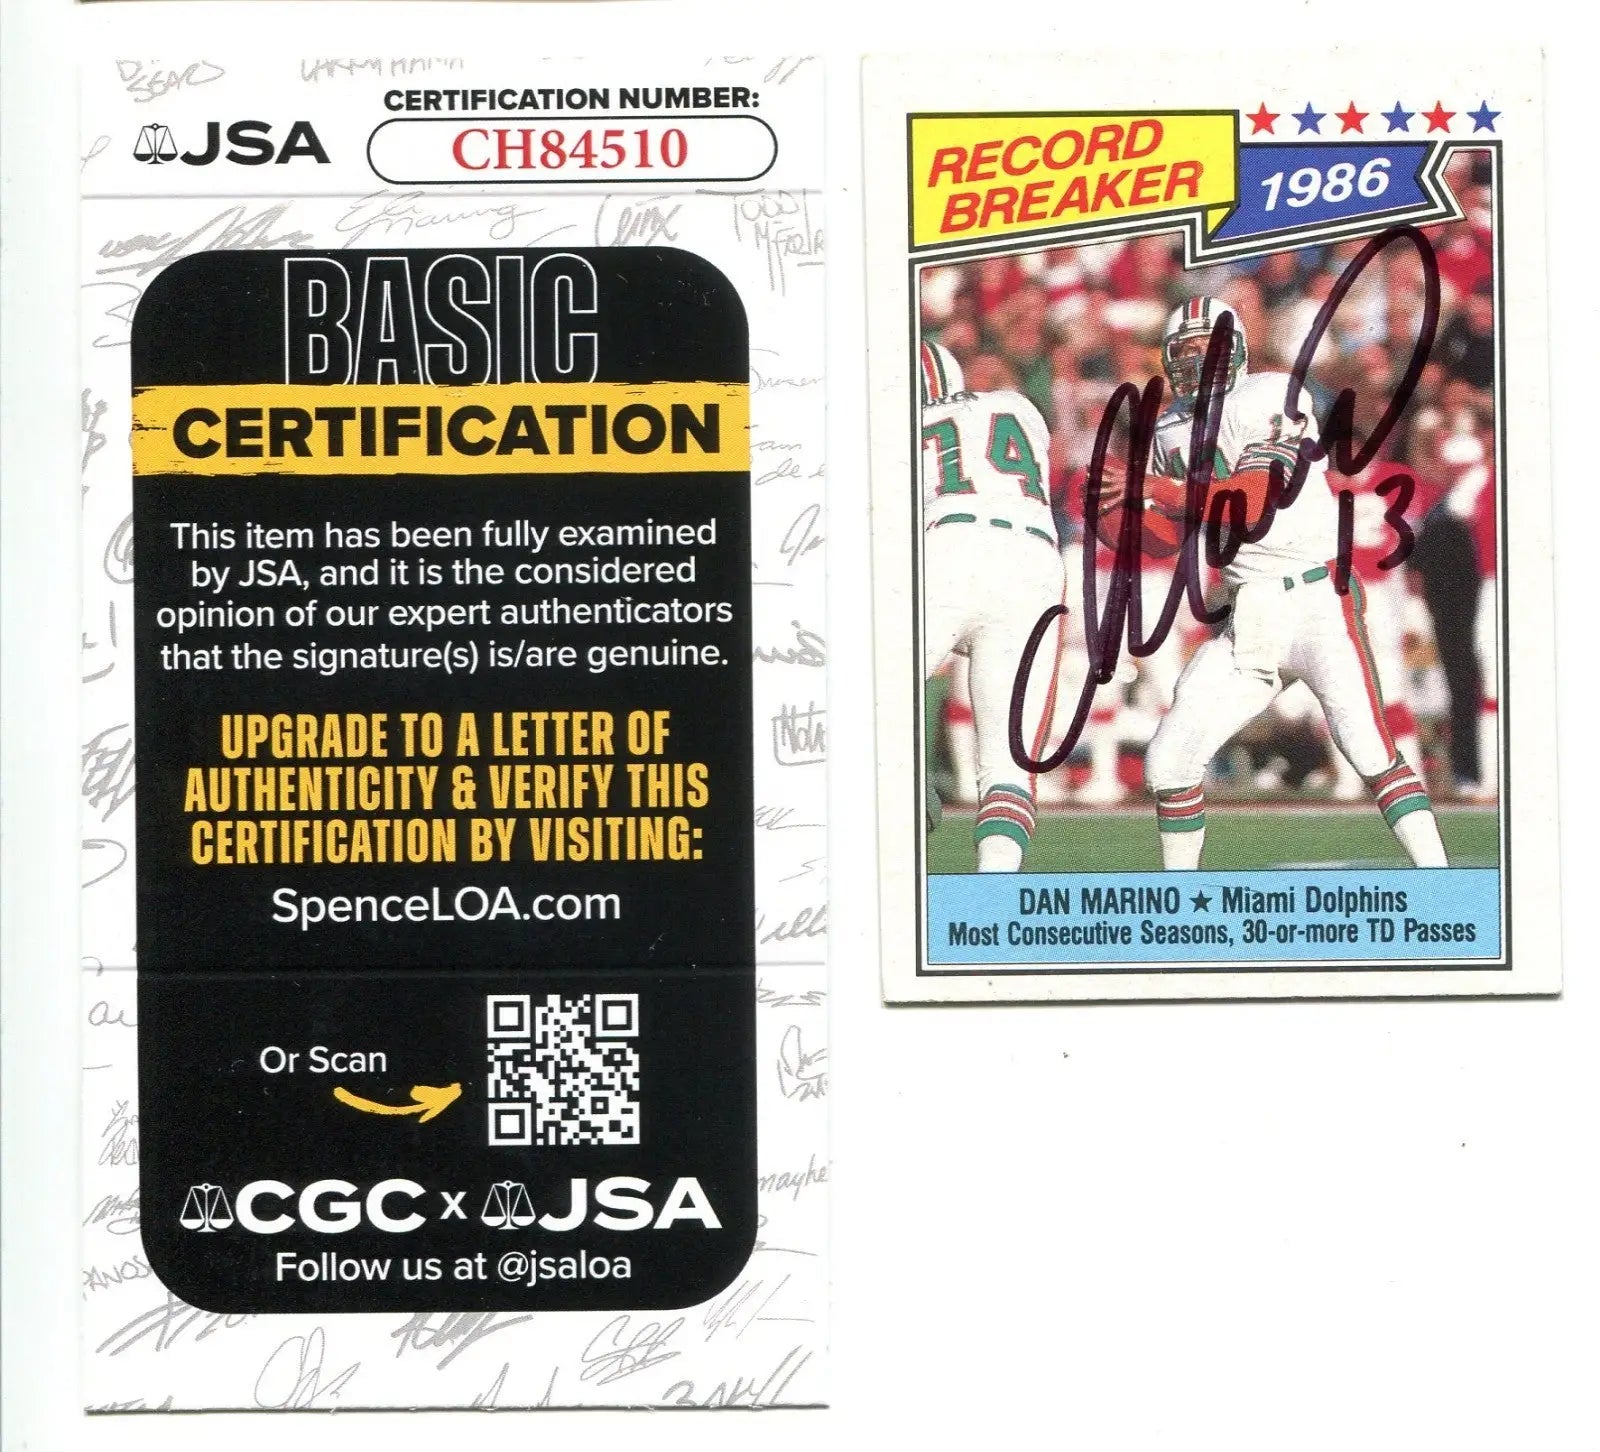 JSA
CERTIFICATION NUMBER:
CH84510
BASIC
CERTIFICATION
This item has been fully examined
by JSA, and it is the considered
opinion of our expert authenticators
that the signature(s) is/are genuine.
UPGRADE TO A LETTER OF
AUTHENTICITY & VERIFY THIS
CERTIFICATION BY VISITING:
SpenceLOA.com
Or Scan
CGC x JSA
Follow us at @jsaloa
RECORD
BREAKER
1986
74
13
DAN MARINO ★ Miami Dolphins
Most Consecutive Seasons, 30-or-more TD Passes